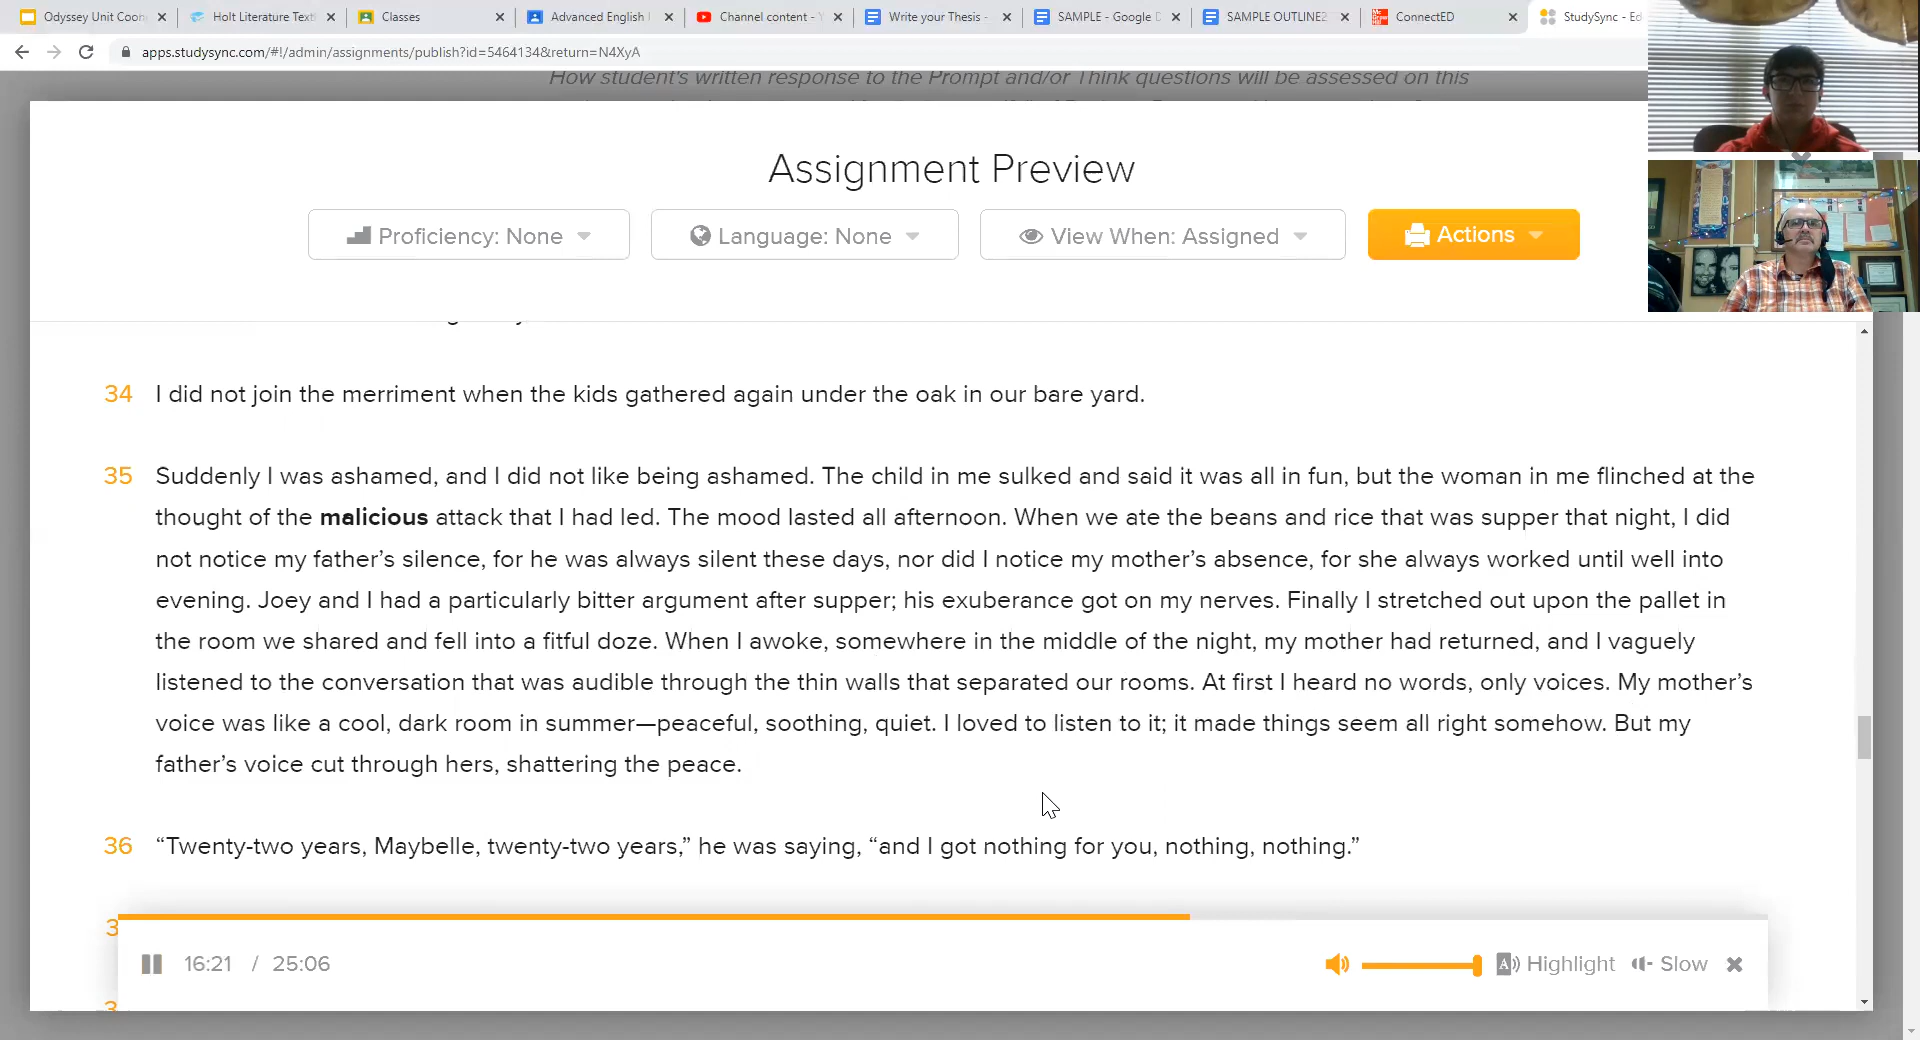 Odyssey Unit Coon
Holt Literature Text
Classes
Advanced English
Channel content - Y
Write your Thesis -
SAMPLE - Google D
SAMPLE OUTLINE2
ConnectED
StudySync - Ed
apps.studysync.com/#!/admin/assignments/publish?id=5464134&return=N4XyA
How student's written response to the Prompt and/or Think questions will be assessed on this
Assignment Preview
Proficiency: None
Language: None
View When: Assigned
Actions
34 I did not join the merriment when the kids gathered again under the oak in our bare yard.
35 Suddenly I was ashamed, and I did not like being ashamed. The child in me sulked and said it was all in fun, but the woman in me flinched at the
thought of the malicious attack that I had led. The mood lasted all afternoon. When we ate the beans and rice that was supper that night, I did
not notice my father’s silence, for he was always silent these days, nor did I notice my mother’s absence, for she always worked until well into
evening. Joey and I had a particularly bitter argument after supper; his exuberance got on my nerves. Finally I stretched out upon the pallet in
the room we shared and fell into a fitful doze. When I awoke, somewhere in the middle of the night, my mother had returned, and I vaguely
listened to the conversation that was audible through the thin walls that separated our rooms. At first I heard no words, only voices. My mother’s
voice was like a cool, dark room in summer—peaceful, soothing, quiet. I loved to listen to it; it made things seem all right somehow. But my
father’s voice cut through hers, shattering the peace.
36 “Twenty-two years, Maybelle, twenty-two years,” he was saying, “and I got nothing for you, nothing, nothing.”
3
16:21 / 25:06
Highlight
Slow
3